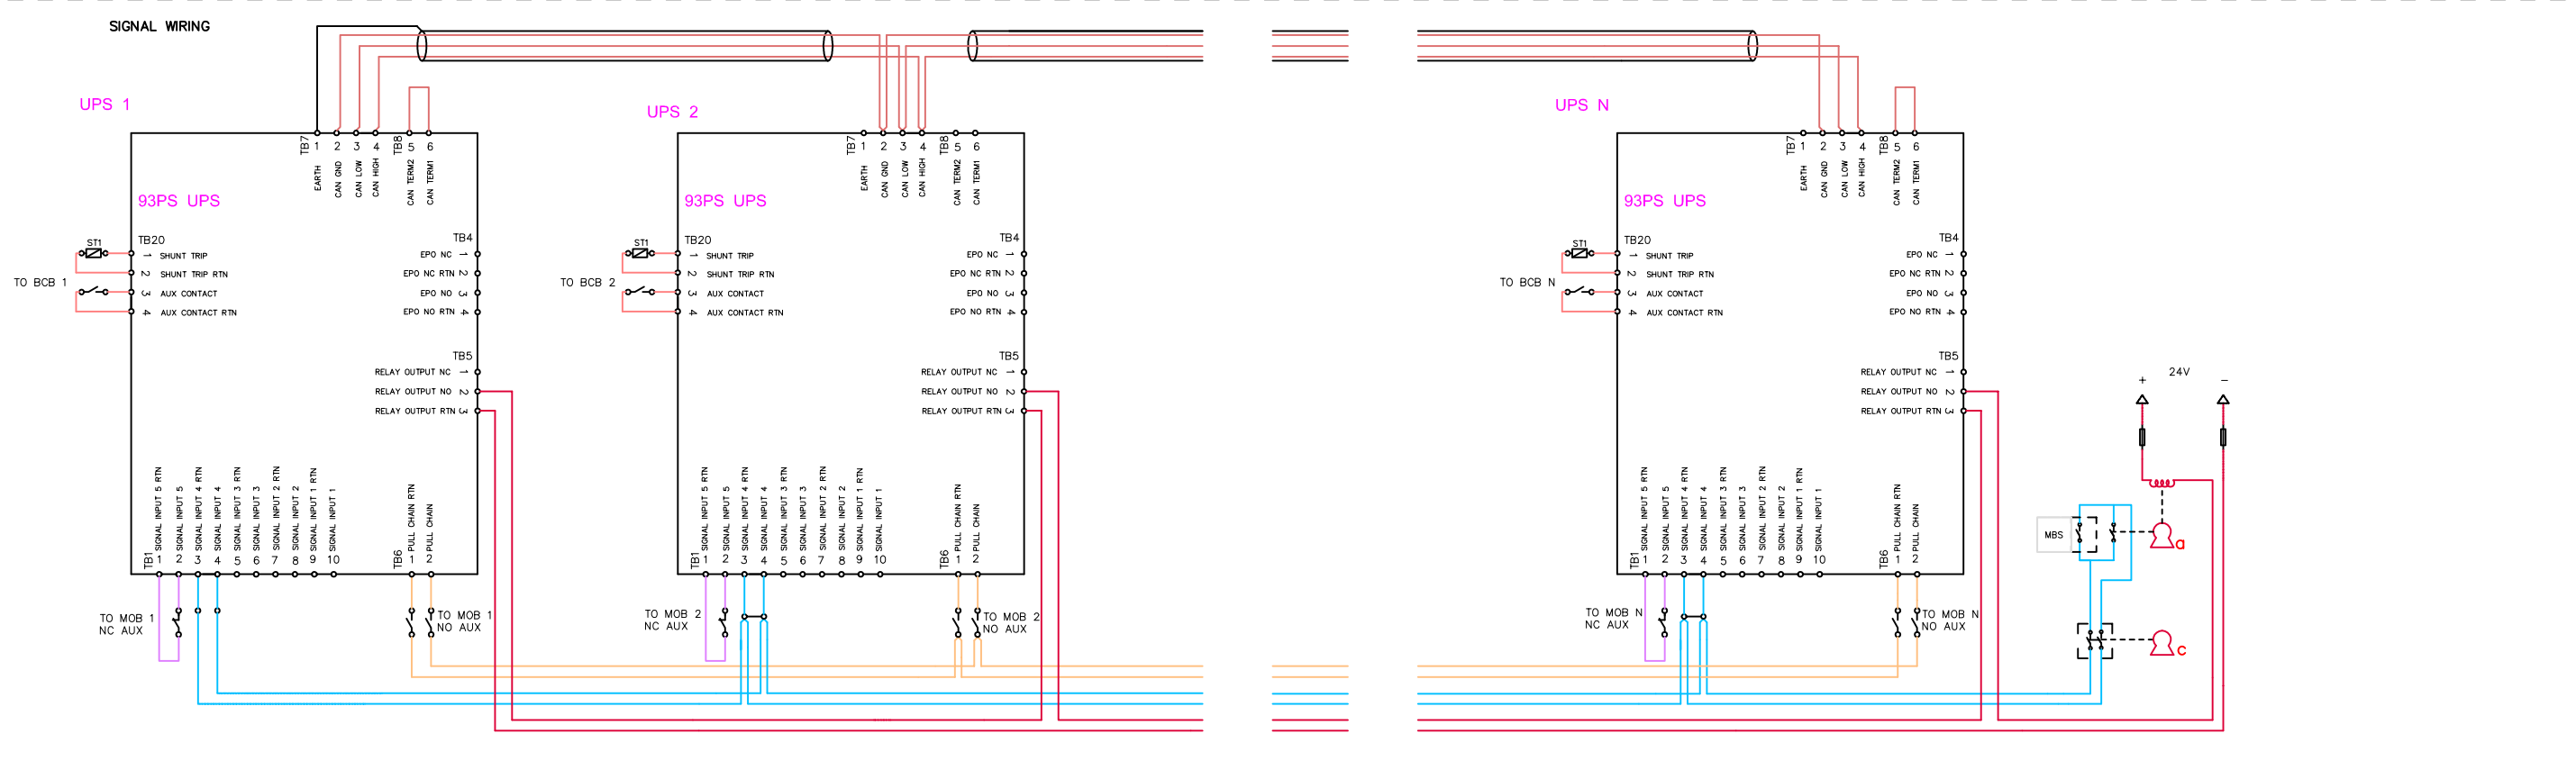 SIGNAL WIRING
UPS 1
TB7
1
2
3
4
TB8
5
6
EARTH
CAN GND
CAN LOW
CAN HIGH
CAN TERM2
CAN TERM1
93PS UPS
TB20
1 SHUNT TRIP
2 SHUNT TRIP RTN
3 AUX CONTACT
4 AUX CONTACT RTN
ST1
TO BCB 1
TB4
EPO NC 1
EPO NC RTN 2
EPO NO 3
EPO NO RTN 4
TB5
RELAY OUTPUT NC 1
RELAY OUTPUT NO 2
RELAY OUTPUT RTN 3
SIGNAL INPUT 5 RTN
SIGNAL INPUT 5
SIGNAL INPUT 4 RTN
SIGNAL INPUT 4
SIGNAL INPUT 3 RTN
SIGNAL INPUT 3
SIGNAL INPUT 2 RTN
SIGNAL INPUT 2
SIGNAL INPUT 1 RTN
SIGNAL INPUT 1
TB1
1 2 3 4 5 6 7 8 9 10
PULL CHAIN RTN
PULL CHAIN
TB6
1 2
TO MOB 1
NC AUX
TO MOB 1
NO AUX
UPS 2
TB7
1
2
3
4
TB8
5
6
EARTH
CAN GND
CAN LOW
CAN HIGH
CAN TERM2
CAN TERM1
93PS UPS
TB20
1 SHUNT TRIP
2 SHUNT TRIP RTN
3 AUX CONTACT
4 AUX CONTACT RTN
ST1
TO BCB 2
TB4
EPO NC 1
EPO NC RTN 2
EPO NO 3
EPO NO RTN 4
TB5
RELAY OUTPUT NC 1
RELAY OUTPUT NO 2
RELAY OUTPUT RTN 3
SIGNAL INPUT 5 RTN
SIGNAL INPUT 5
SIGNAL INPUT 4 RTN
SIGNAL INPUT 4
SIGNAL INPUT 3 RTN
SIGNAL INPUT 3
SIGNAL INPUT 2 RTN
SIGNAL INPUT 2
SIGNAL INPUT 1 RTN
SIGNAL INPUT 1
TB1
1 2 3 4 5 6 7 8 9 10
PULL CHAIN RTN
PULL CHAIN
TB6
1 2
TO MOB 2
NC AUX
TO MOB 2
NO AUX
UPS N
TB7
1
2
3
4
TB8
5
6
EARTH
CAN GND
CAN LOW
CAN HIGH
CAN TERM2
CAN TERM1
93PS UPS
TB20
1 SHUNT TRIP
2 SHUNT TRIP RTN
3 AUX CONTACT
4 AUX CONTACT RTN
ST1
TO BCB N
TB4
EPO NC 1
EPO NC RTN 2
EPO NO 3
EPO NO RTN 4
TB5
RELAY OUTPUT NC 1
RELAY OUTPUT NO 2
RELAY OUTPUT RTN 3
SIGNAL INPUT 5 RTN
SIGNAL INPUT 5
SIGNAL INPUT 4 RTN
SIGNAL INPUT 4
SIGNAL INPUT 3 RTN
SIGNAL INPUT 3
SIGNAL INPUT 2 RTN
SIGNAL INPUT 2
SIGNAL INPUT 1 RTN
SIGNAL INPUT 1
TB1
1 2 3 4 5 6 7 8 9 10
PULL CHAIN RTN
PULL CHAIN
TB6
1 2
TO MOB N
NC AUX
TO MOB N
NO AUX
24V
+ −
MBS
a
c